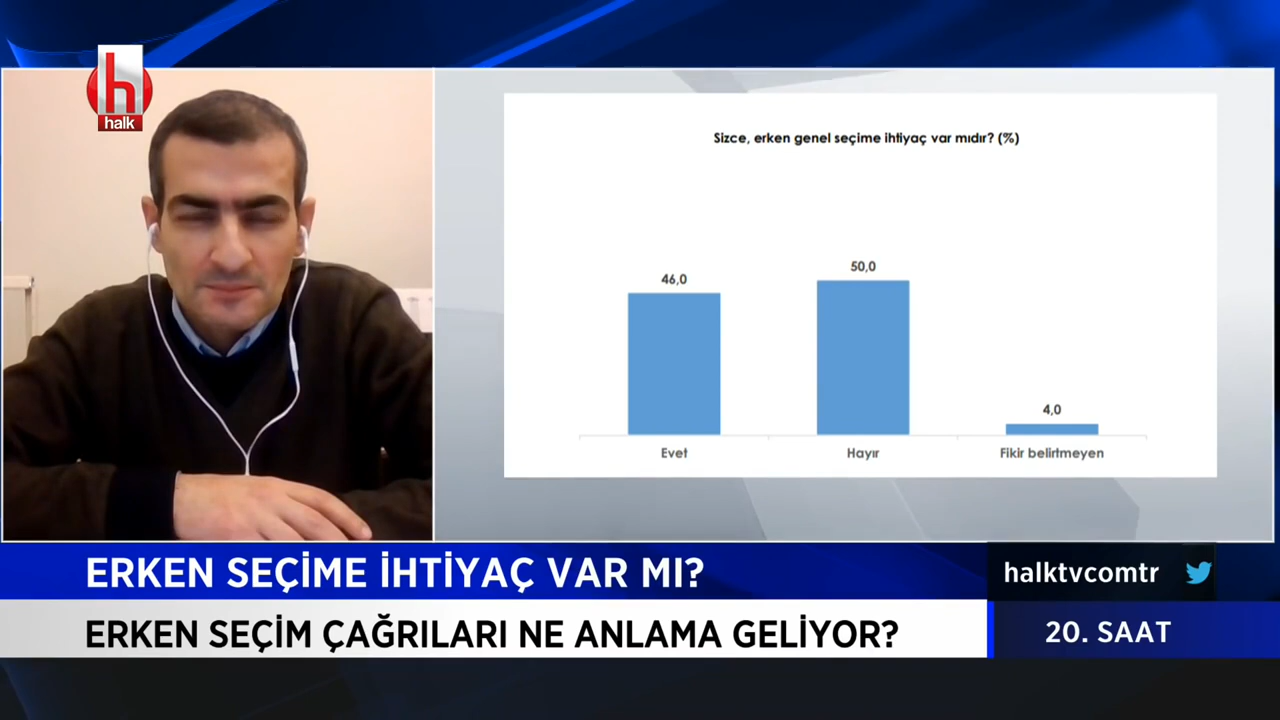 h
halk
Sizce, erken genel seçime ihtiyaç var mıdır? (%)
46,0
50,0
4,0
Evet
Hayır
Fikir belirtmeyen
ERKEN SEÇİME İHTİYAÇ VAR MI?
halktvcomtr
ERKEN SEÇİM ÇAĞRILARI NE ANLAMA GELİYOR?
20. SAAT